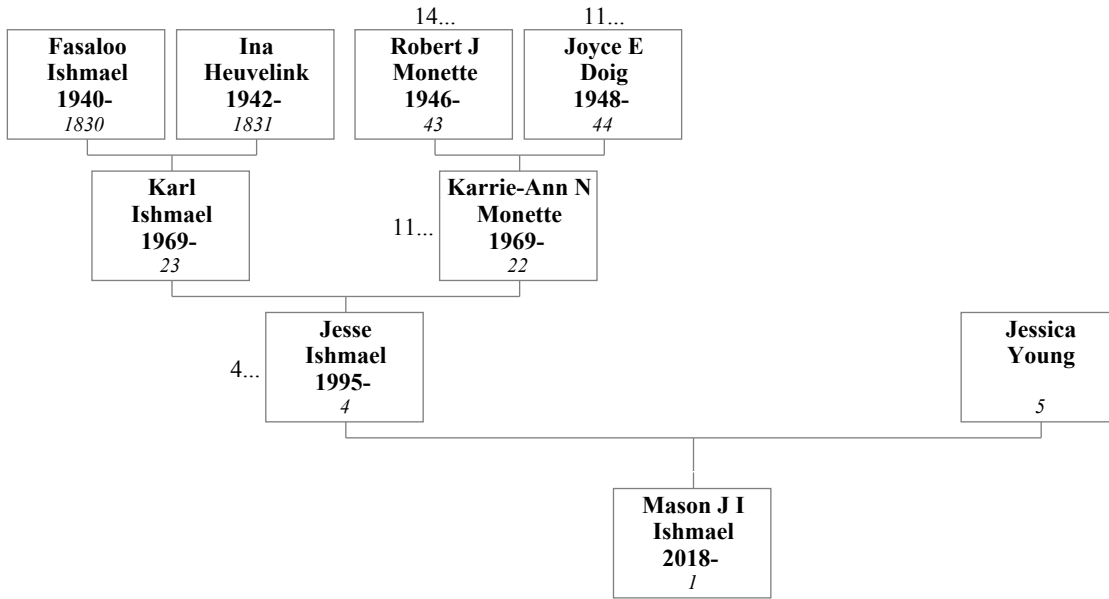 14...
11...
Fasaloo
Ishmael
1940-
1830
Ina
Heuvelink
1942-
1831
Robert J
Monette
1946-
43
Joyce E
Doig
1948-
44
Karl
Ishmael
1969-
23
11...
Karrie-Ann N
Monette
1969-
22
4...
Jesse
Ishmael
1995-
4
Jessica
Young
5
Mason J I
Ishmael
2018-
1